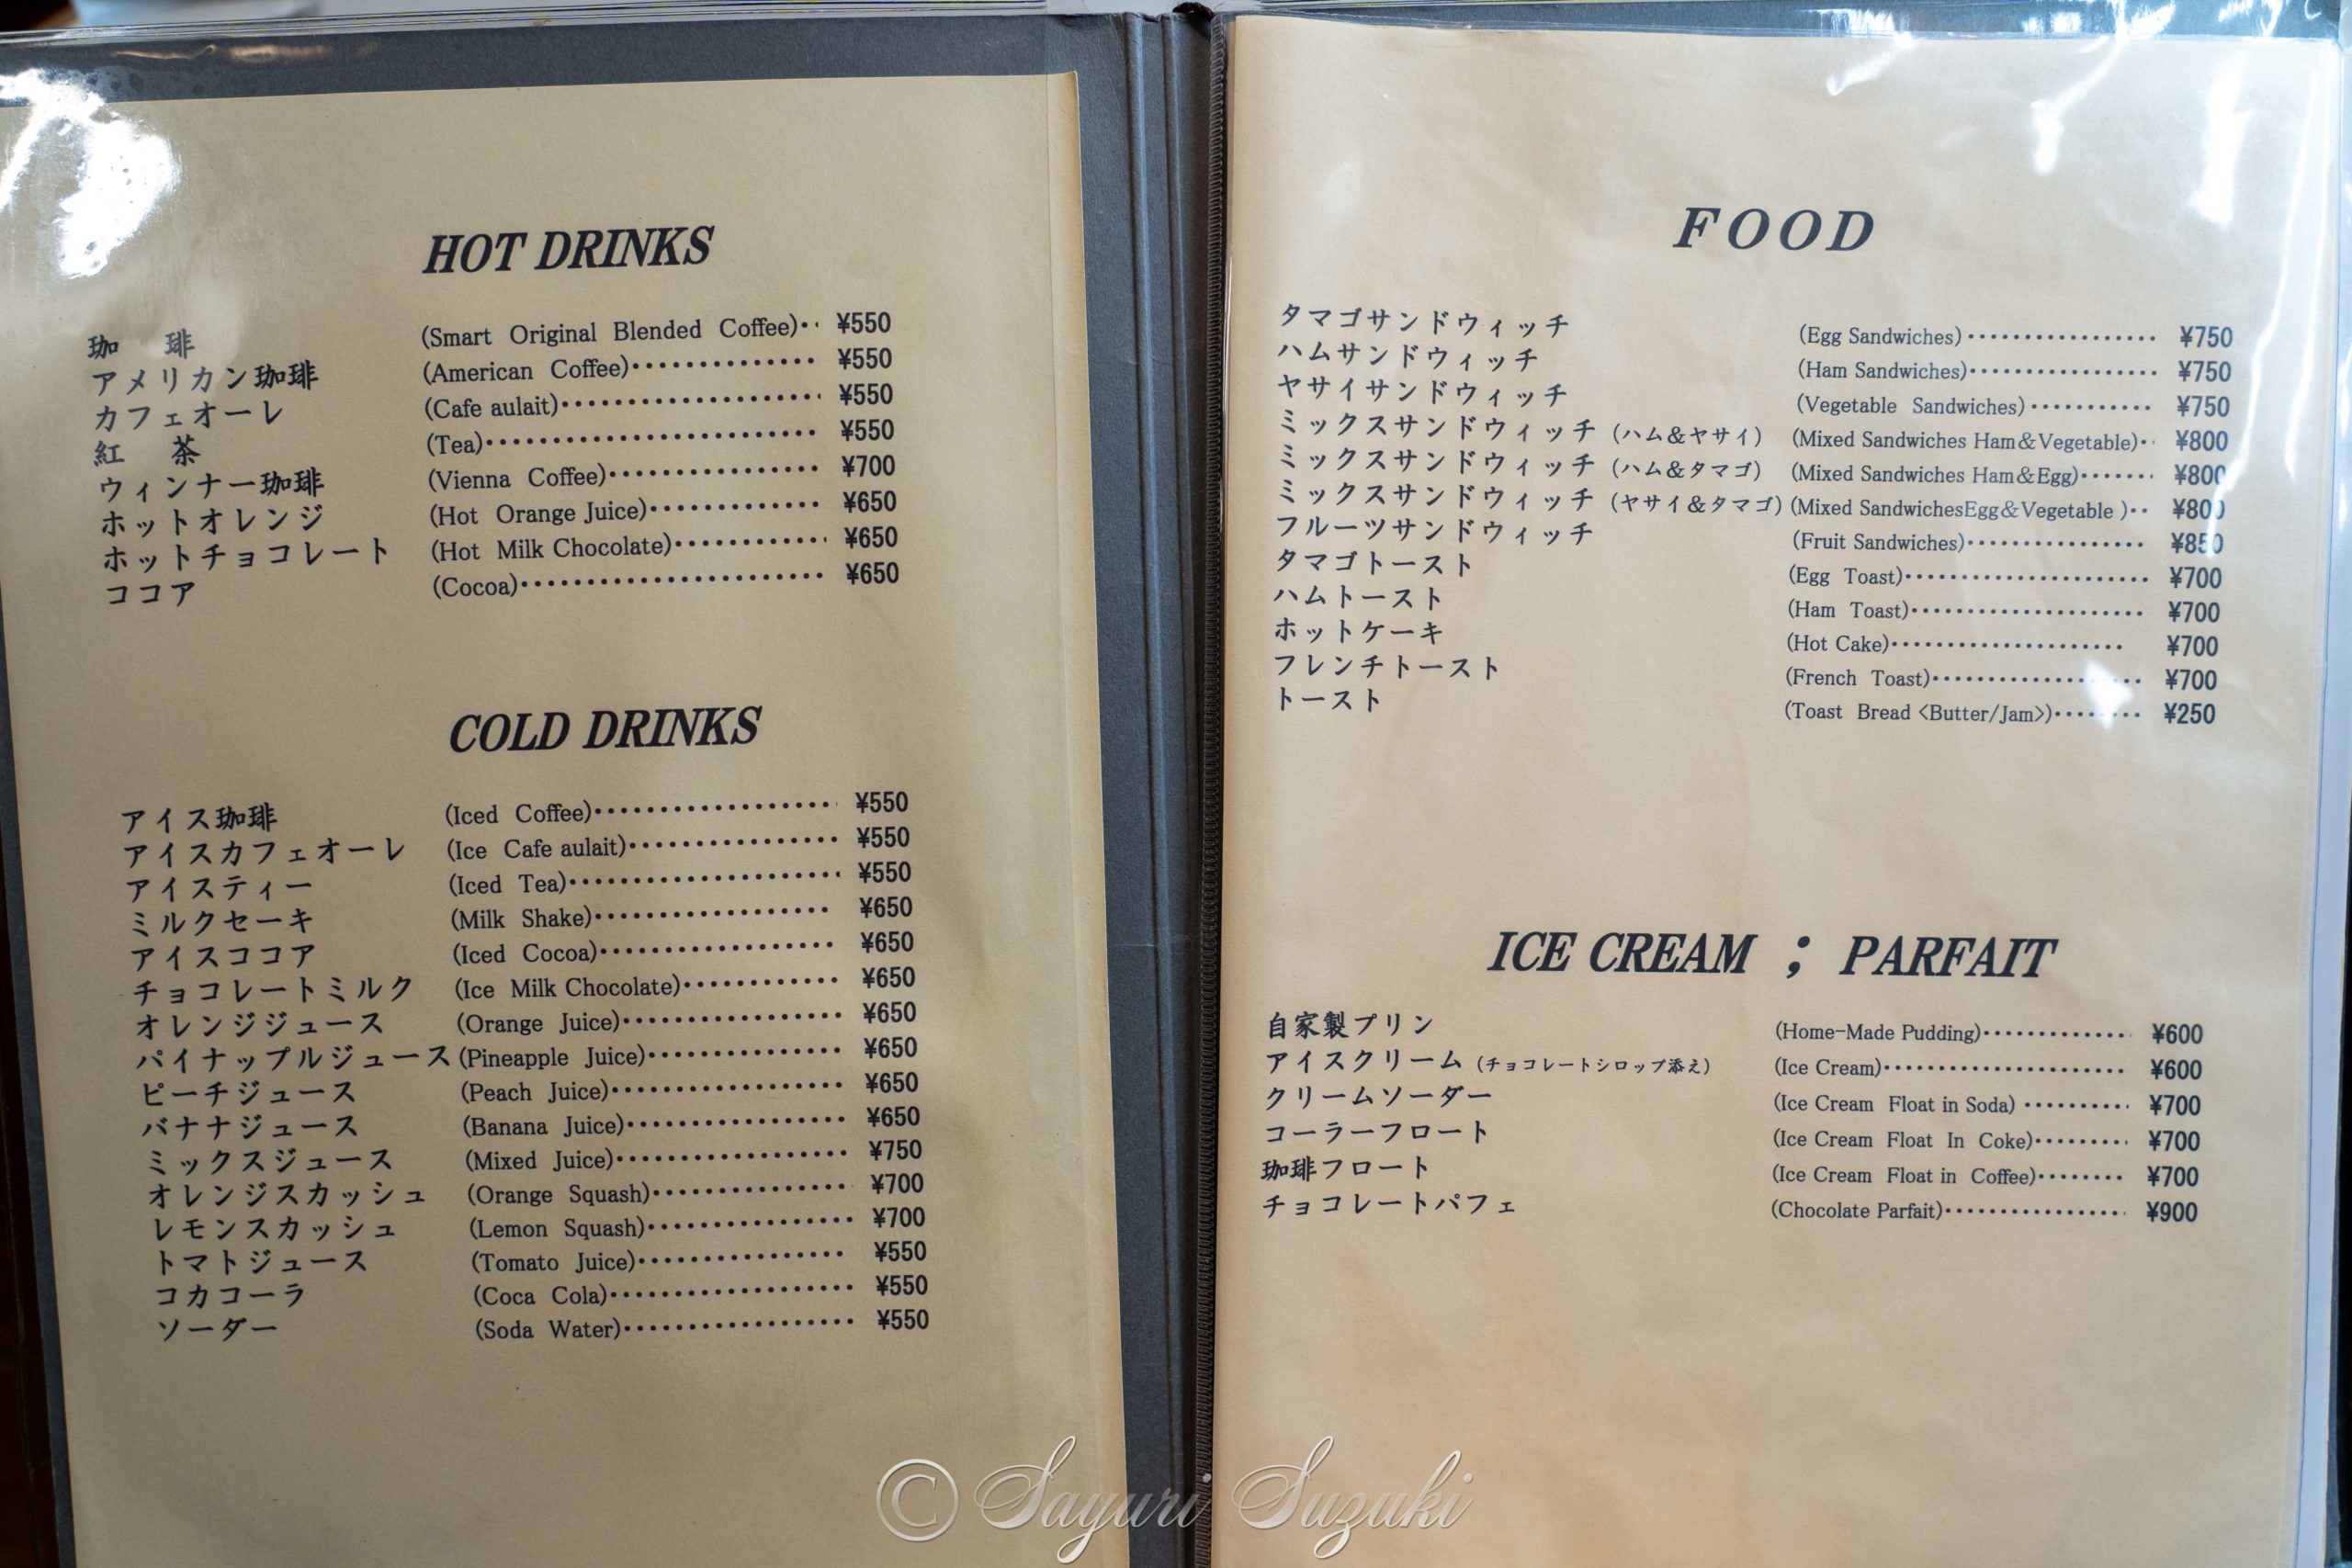 HOT DRINKS
珈 琲 (Smart Original Blended Coffee)・・ ¥550
アメリカン珈琲 (American Coffee)・・・・・・・・・・・・・・ ¥550
カフェオーレ (Cafe aulait)・・・・・・・・・・・・・・・・・・・・ ¥550
紅 茶 (Tea)・・・・・・・・・・・・・・・・・・・・・・・・・ ¥550
ウィンナー珈琲 (Vienna Coffee)・・・・・・・・・・・・・・・・ ¥700
ホットオレンジ (Hot Orange Juice)・・・・・・・・・・・・・ ¥650
ホットチョコレート (Hot Milk Chocolate)・・・・・・・・・・・・ ¥650
ココア (Cocoa)・・・・・・・・・・・・・・・・・・・・・・・ ¥650
COLD DRINKS
アイス珈琲 (Iced Coffee)・・・・・・・・・・・・・・・・・・・ ¥550
アイスカフェオーレ (Ice Cafe aulait)・・・・・・・・・・・・・・・・ ¥550
アイスティー (Iced Tea)・・・・・・・・・・・・・・・・・・・・・ ¥550
ミルクセーキ (Milk Shake)・・・・・・・・・・・・・・・・・・ ¥650
アイスココア (Iced Cocoa)・・・・・・・・・・・・・・・・・・ ¥650
チョコレートミルク (Ice Milk Chocolate)・・・・・・・・・・・・ ¥650
オレンジジュース (Orange Juice)・・・・・・・・・・・・・・・・・ ¥650
パイナップルジュース (Pineapple Juice)・・・・・・・・・・・・・・・ ¥650
ピーチジュース (Peach Juice)・・・・・・・・・・・・・・・・・・ ¥650
バナナジュース (Banana Juice)・・・・・・・・・・・・・・・・・ ¥650
ミックスジュース (Mixed Juice)・・・・・・・・・・・・・・・・・・ ¥750
オレンジスカッシュ (Orange Squash)・・・・・・・・・・・・・・・ ¥700
レモンスカッシュ (Lemon Squash)・・・・・・・・・・・・・・・・ ¥700
トマトジュース (Tomato Juice)・・・・・・・・・・・・・・・・ ¥550
コカコーラ (Coca Cola)・・・・・・・・・・・・・・・・・・・ ¥550
ソーダー (Soda Water)・・・・・・・・・・・・・・・・・・ ¥550
FOOD
タマゴサンドウィッチ (Egg Sandwiches)・・・・・・・・・・・・・・・・・ ¥750
ハムサンドウィッチ (Ham Sandwiches)・・・・・・・・・・・・・・・・・ ¥750
ヤサイサンドウィッチ (Vegetable Sandwiches)・・・・・・・・・・・ ¥750
ミックスサンドウィッチ (ハム&ヤサイ) (Mixed Sandwiches Ham&Vegetable)・・ ¥800
ミックスサンドウィッチ (ハム&タマゴ) (Mixed Sandwiches Ham&Egg)・・・・・・・ ¥800
ミックスサンドウィッチ (ヤサイ&タマゴ) (Mixed SandwichesEgg&Vegetable )・・ ¥800
フルーツサンドウィッチ (Fruit Sandwiches)・・・・・・・・・・・・・・・・ ¥850
タマゴトースト (Egg Toast)・・・・・・・・・・・・・・・・・・・・・・ ¥700
ハムトースト (Ham Toast)・・・・・・・・・・・・・・・・・・・・・ ¥700
ホットケーキ (Hot Cake)・・・・・・・・・・・・・・・・・・・・・ ¥700
フレンチトースト (French Toast)・・・・・・・・・・・・・・・・・・・ ¥700
トースト (Toast Bread <Butter/Jam>)・・・・・・・・ ¥250
ICE CREAM ; PARFAIT
自家製プリン (Home-Made Pudding)・・・・・・・・・・・・・ ¥600
アイスクリーム (チョコレートシロップ添え) (Ice Cream)・・・・・・・・・・・・・・・・・・・・・・ ¥600
クリームソーダー (Ice Cream Float in Soda) ・・・・・・・・・・ ¥700
コーラーフロート (Ice Cream Float In Coke)・・・・・・・・・ ¥700
珈琲フロート (Ice Cream Float in Coffee)・・・・・・・・ ¥700
チョコレートパフェ (Chocolate Parfait)・・・・・・・・・・・・・・・・ ¥900
© Sayuri Suzuki